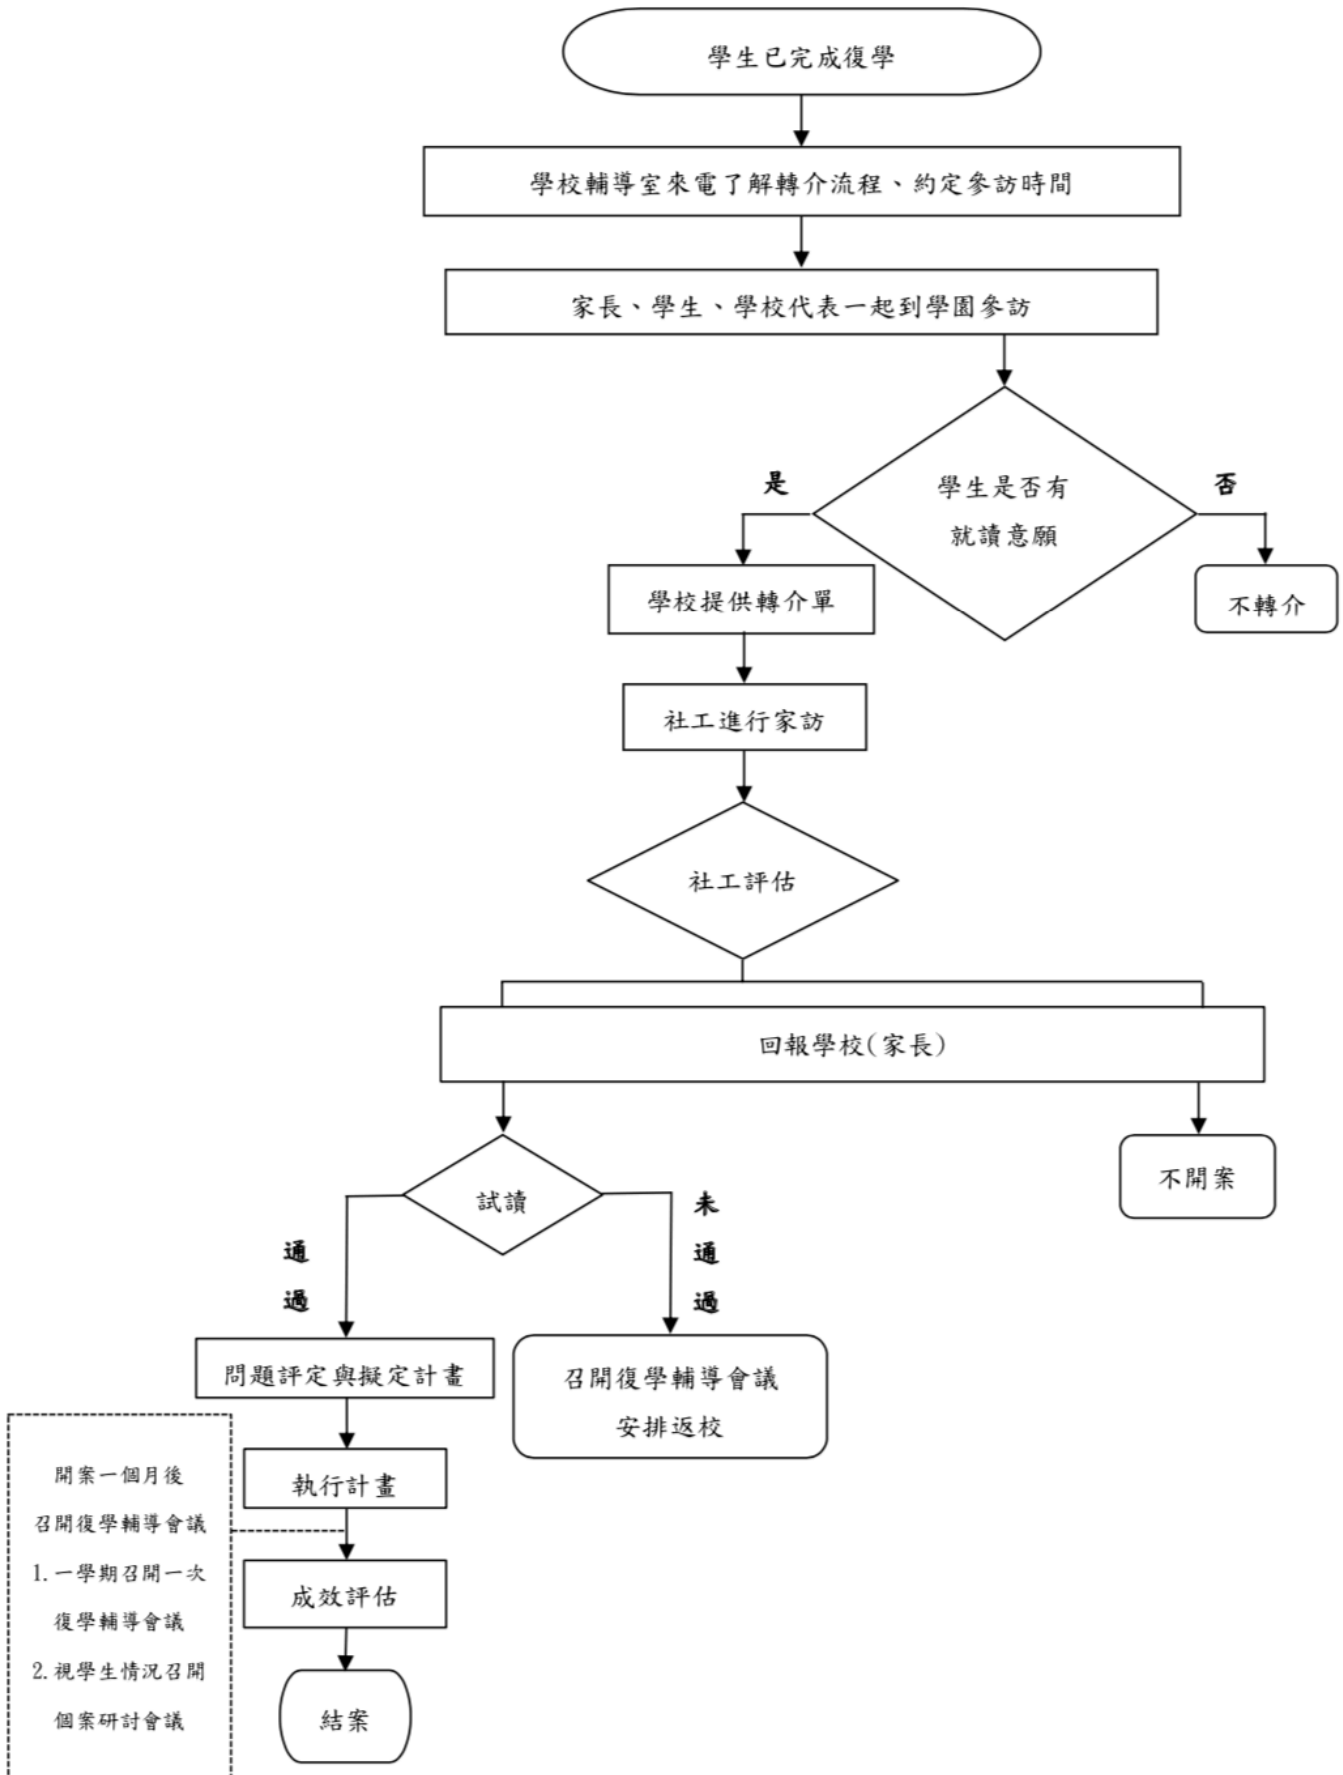 學生已完成復學
學校輔導室來電了解轉介流程、約定參訪時間
家長、學生、學校代表一起到學園參訪
學生是否有
就讀意願
是
否
學校提供轉介單
不轉介
社工進行家訪
社工評估
回報學校(家長)
試讀
不開案
通
過
未
通
過
問題評定與擬定計畫
召開復學輔導會議
安排返校
執行計畫
開案一個月後
召開復學輔導會議
1.一學期召開一次
復學輔導會議
2.視學生情況召開
個案研討會議
成效評估
結案